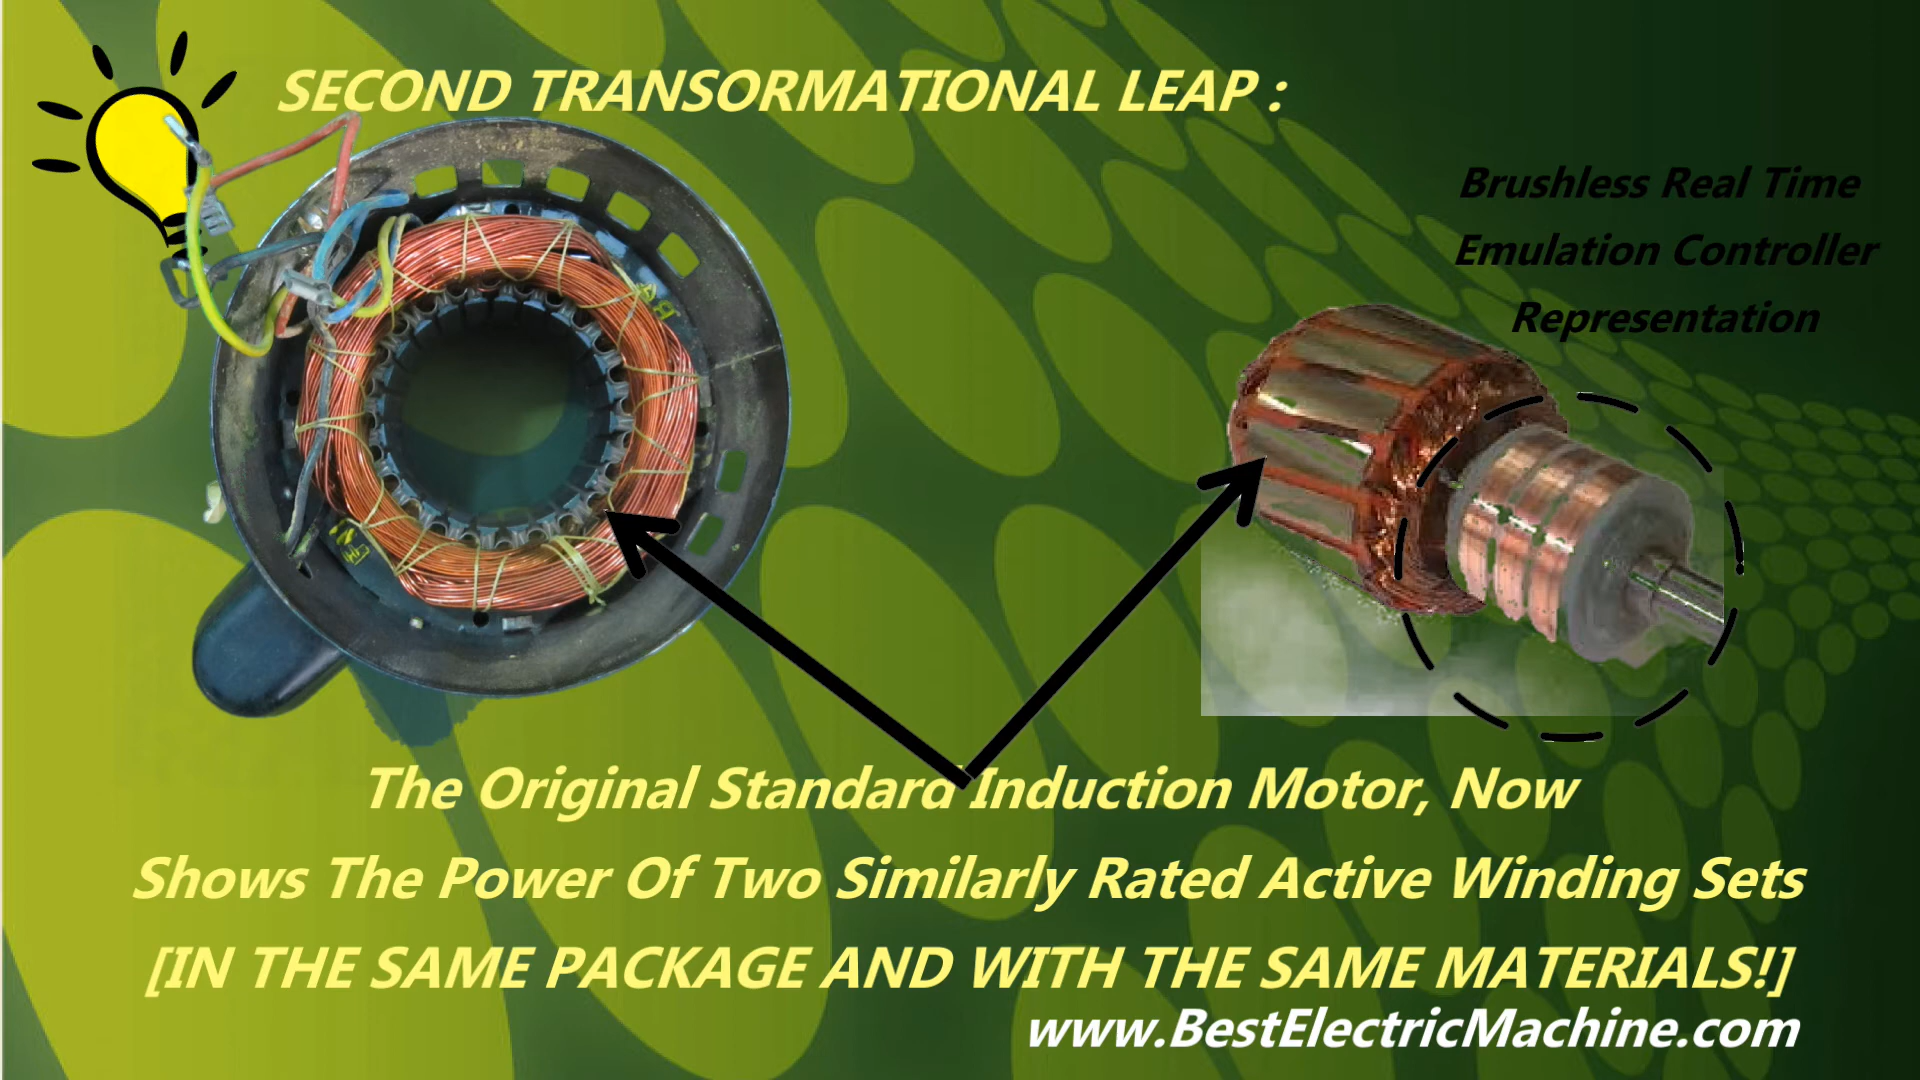 SECOND TRANSORMATIONAL LEAP :
Brushless Real Time
Emulation Controller
Representation
The Original Standard Induction Motor, Now
Shows The Power Of Two Similarly Rated Active Winding Sets
[IN THE SAME PACKAGE AND WITH THE SAME MATERIALS!]
www.BestElectricMachine.com